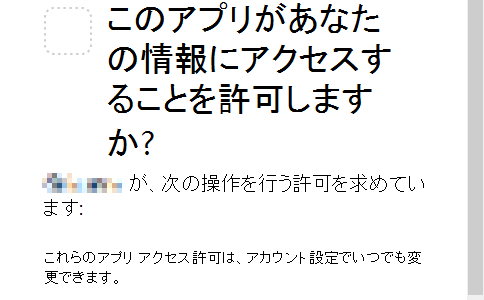 このアプリがあなた
の情報にアクセスす
ることを許可します
か?
が、次の操作を行う許可を求めてい
ます:
これらのアプリ アクセス許可は、アカウント設定でいつでも変
更できます。